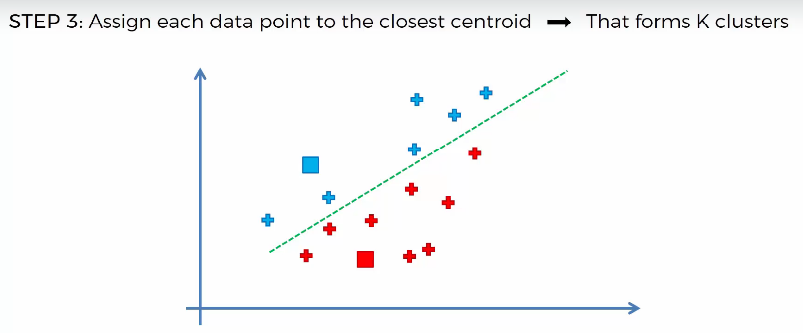 STEP 3: Assign each data point to the closest centroid ➞ That forms K clusters